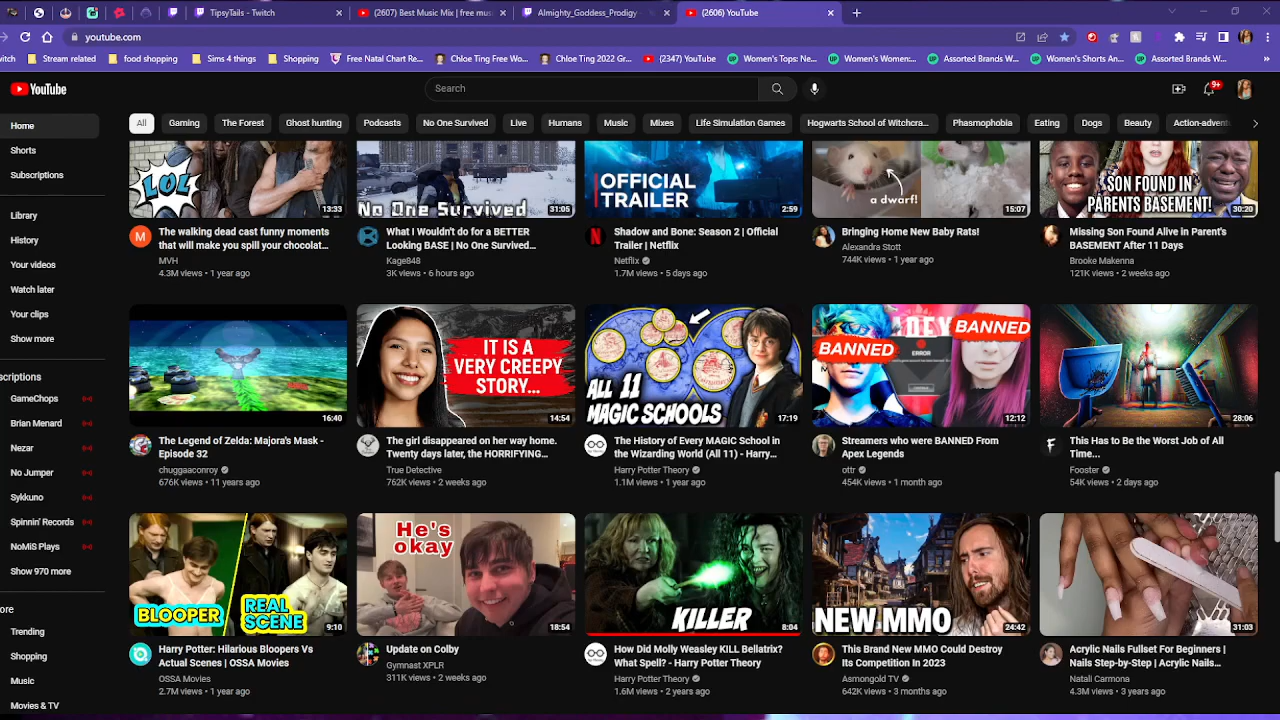 TipsyTails - Twitch
(2607) Best Music Mix | free mus
Almighty_Goddess_Prodigy -
(2606) YouTube
youtube.com
witch
Stream related
food shopping
Sims 4 things
Shopping
Free Natal Chart Re...
Chloe Ting Free Wo...
Chloe Ting 2022 Gr...
(2347) YouTube
Women's Tops: Ne...
Women's Women:...
Assorted Brands W...
Women's Shorts An...
Assorted Brands W...
YouTube
Search
9+
Home
Shorts
Subscriptions
Library
History
Your videos
Watch later
Your clips
Show more
scriptions
GameChops
Brian Menard
Nezar
No Jumper
Sykkuno
Spinnin' Records
NoMiS Plays
Show 970 more
ore
Trending
Shopping
Music
Movies & TV
All
Gaming
The Forest
Ghost hunting
Podcasts
No One Survived
Live
Humans
Music
Mixes
Life Simulation Games
Hogwarts School of Witchcra...
Phasmophobia
Eating
Dogs
Beauty
Action-advent
LOL
13:33
The walking dead cast funny moments
that will make you spill your chocolat...
MVH
4.3M views • 1 year ago
No One Survived
31:05
What I Wouldn't do for a BETTER
Looking BASE | No One Survived...
Kage848
3K views • 6 hours ago
OFFICIAL
TRAILER
2:59
Shadow and Bone: Season 2 | Official
Trailer | Netflix
Netflix
1.7M views • 5 days ago
a dwarf!
15:07
Bringing Home New Baby Rats!
Alexandra Stott
744K views • 1 year ago
SON FOUND IN
PARENTS BASEMENT!
30:20
Missing Son Found Alive in Parent's
BASEMENT After 11 Days
Brooke Makenna
121K views • 2 weeks ago
16:40
The Legend of Zelda: Majora's Mask -
Episode 32
chuggaaconroy
676K views • 11 years ago
IT IS A
VERY CREEPY
STORY...
14:54
The girl disappeared on her way home.
Twenty days later, the HORRIFYING...
True Detective
762K views • 2 weeks ago
ALL 11
MAGIC SCHOOLS
17:19
The History of Every MAGIC School in
the Wizarding World (All 11) - Harry...
Harry Potter Theory
1.1M views • 1 year ago
BANNED
BANNED
ERROR
12:12
Streamers who were BANNED From
Apex Legends
ottr
454K views • 1 month ago
28:06
This Has to Be the Worst Job of All
Time...
Fooster
54K views • 2 days ago
BLOOPER
REAL
SCENE
9:10
Harry Potter: Hilarious Bloopers Vs
Actual Scenes | OSSA Movies
OSSA Movies
2.7M views • 1 year ago
He's
okay
18:54
Update on Colby
Gymnast XPLR
311K views • 2 weeks ago
KILLER
8:04
How Did Molly Weasley KILL Bellatrix?
What Spell? - Harry Potter Theory
Harry Potter Theory
1.6M views • 2 years ago
NEW MMO
24:42
This Brand New MMO Could Destroy
Its Competition In 2023
Asmongold TV
642K views • 3 months ago
31:03
Acrylic Nails Fullset For Beginners |
Nails Step-by-Step | Acrylic Nails...
Natali Carmona
4.3M views • 3 years ago